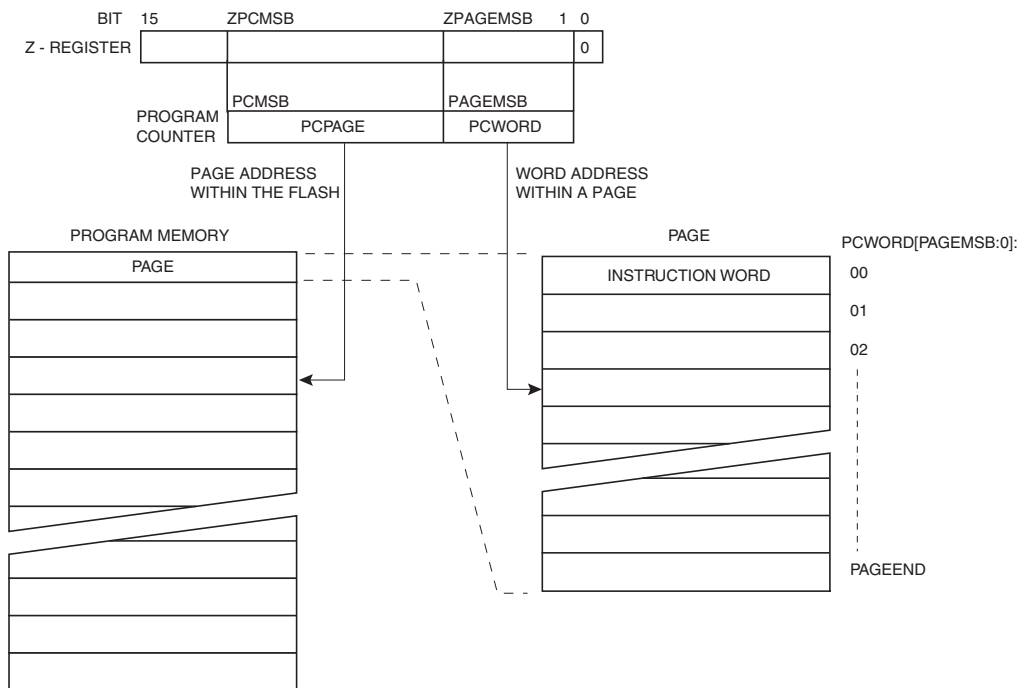 BIT 15 ZPCMSB ZPAGEMSB 1 0
Z - REGISTER 0
PCMSB PAGEMSB
PROGRAM
COUNTER
PCPAGE PCWORD
PAGE ADDRESS
WITHIN THE FLASH
WORD ADDRESS
WITHIN A PAGE
PROGRAM MEMORY
PAGE
PAGE
PCWORD[PAGEMSB:0]:
INSTRUCTION WORD
00
01
02
PAGEEND